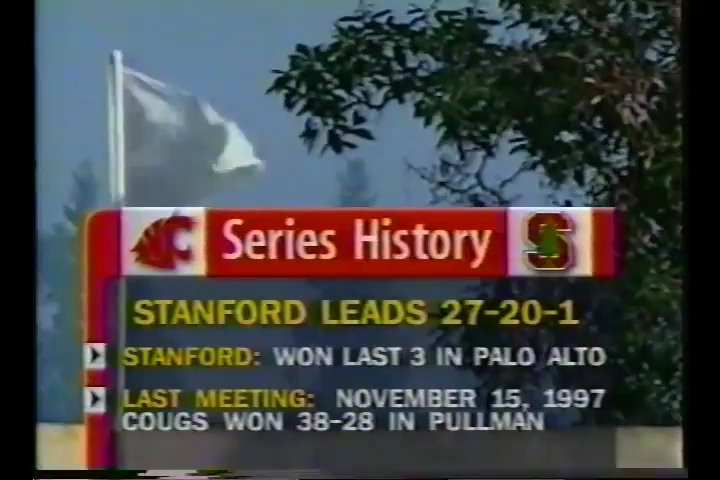 Series History
STANFORD LEADS 27-20-1
STANFORD: WON LAST 3 IN PALO ALTO
LAST MEETING: NOVEMBER 15, 1997
COUGS WON 38-28 IN PULLMAN